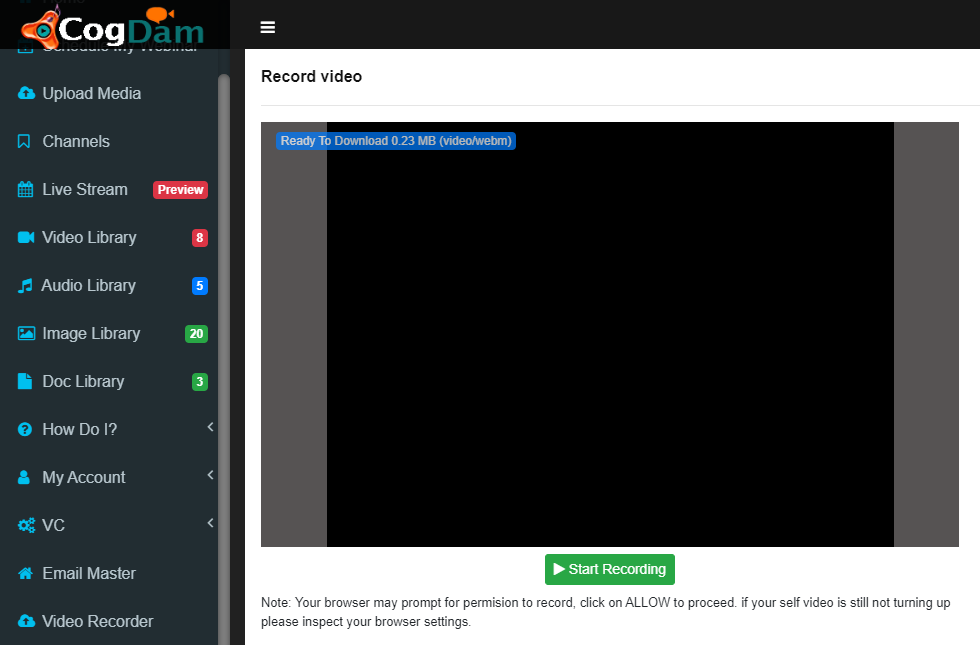 CogDam
Schedule My Webinar
Upload Media
Channels
Live Stream Preview
Video Library 8
Audio Library 5
Image Library 20
Doc Library 3
How Do I?
My Account
VC
Email Master
Video Recorder
Record video
Ready To Download 0.23 MB (video/webm)
Start Recording
Note: Your browser may prompt for permision to record, click on ALLOW to proceed. if your self video is still not turning up
please inspect your browser settings.